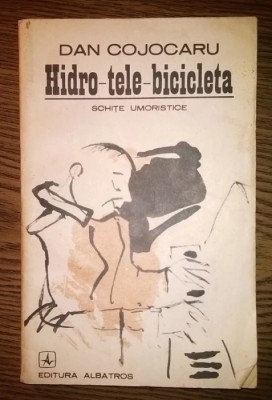 DAN COJOCARU
Hidro-tele-bicicleta
SCHIȚE UMORISTICE
EDITURA ALBATROS